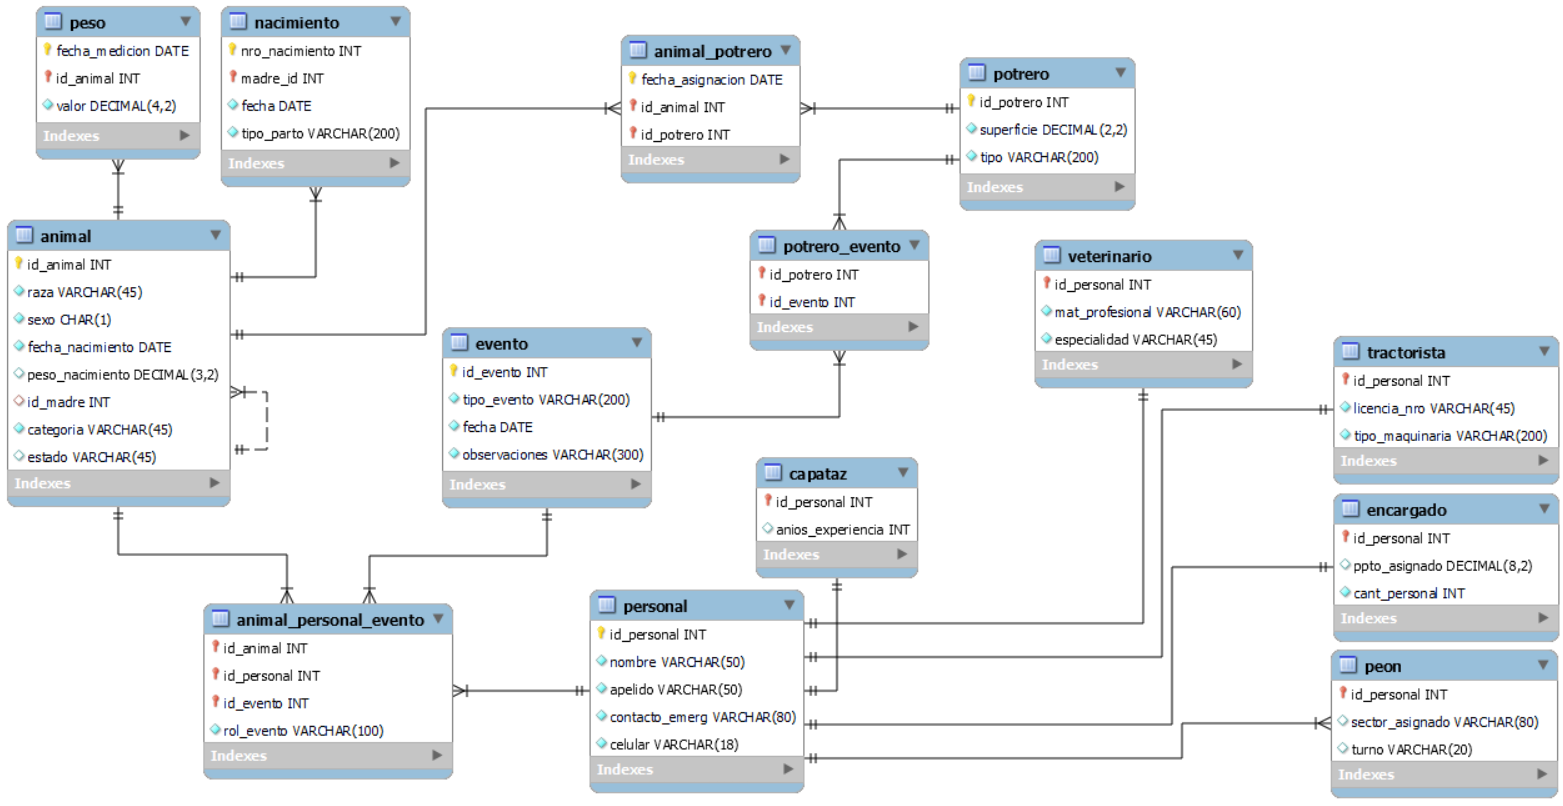 peso
fecha_medicion DATE
id_animal INT
valor DECIMAL(4,2)
Indexes
nacimiento
nro_nacimiento INT
madre_id INT
fecha DATE
tipo_parto VARCHAR(200)
Indexes
animal_potrero
fecha_asignacion DATE
id_animal INT
id_potrero INT
Indexes
potrero
id_potrero INT
superficie DECIMAL(2,2)
tipo VARCHAR(200)
Indexes
animal
id_animal INT
raza VARCHAR(45)
sexo CHAR(1)
fecha_nacimiento DATE
peso_nacimiento DECIMAL(3,2)
id_madre INT
categoria VARCHAR(45)
estado VARCHAR(45)
Indexes
potrero_evento
id_potrero INT
id_evento INT
Indexes
veterinario
id_personal INT
mat_profesional VARCHAR(60)
especialidad VARCHAR(45)
Indexes
evento
id_evento INT
tipo_evento VARCHAR(200)
fecha DATE
observaciones VARCHAR(300)
Indexes
tractorista
id_personal INT
licencia_nro VARCHAR(45)
tipo_maquinaria VARCHAR(200)
Indexes
capataz
id_personal INT
anios_experiencia INT
Indexes
encargado
id_personal INT
ppto_asignado DECIMAL(8,2)
cant_personal INT
Indexes
animal_personal_evento
id_animal INT
id_personal INT
id_evento INT
rol_evento VARCHAR(100)
Indexes
personal
id_personal INT
nombre VARCHAR(50)
apelido VARCHAR(50)
contacto_emerg VARCHAR(80)
celular VARCHAR(18)
Indexes
peon
id_personal INT
sector_asignado VARCHAR(80)
turno VARCHAR(20)
Indexes